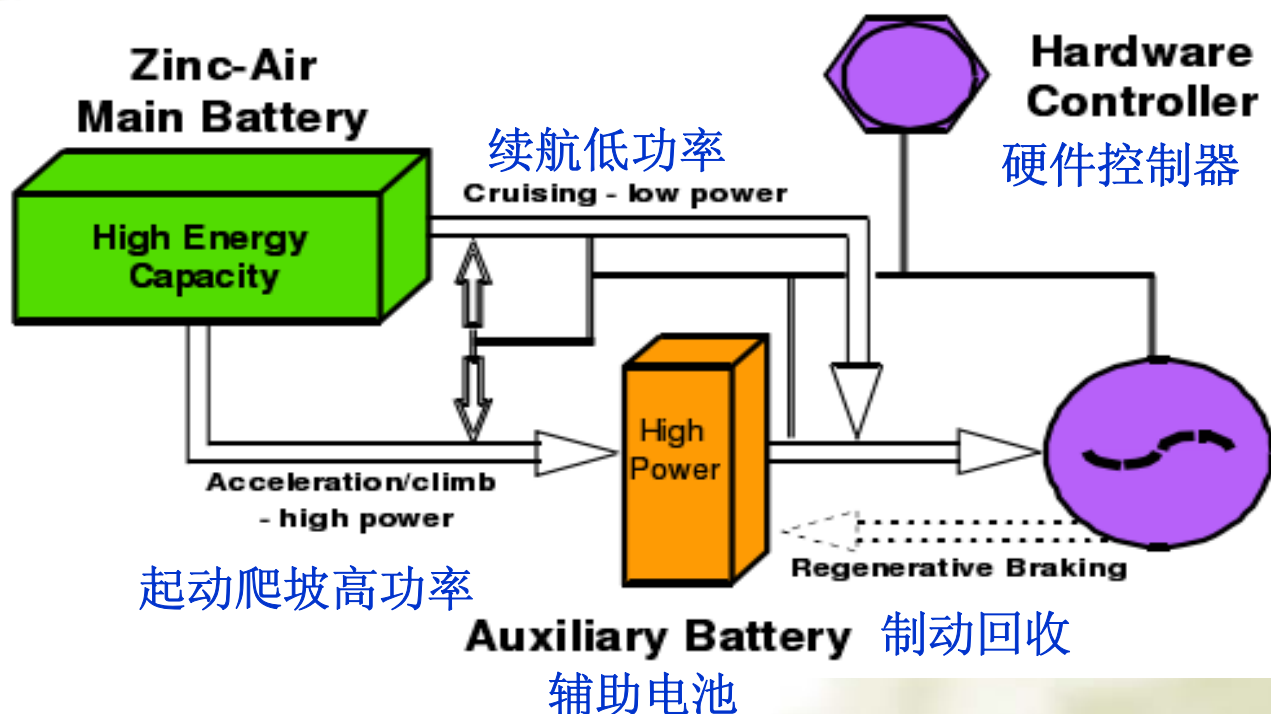 Zinc-Air
Main Battery
Hardware
Controller
硬件控制器
续航低功率
Cruising - low power
High Energy
Capacity
High
Power
Acceleration/climb
- high power
起动爬坡高功率
Regenerative Braking
制动回收
Auxiliary Battery
辅助电池